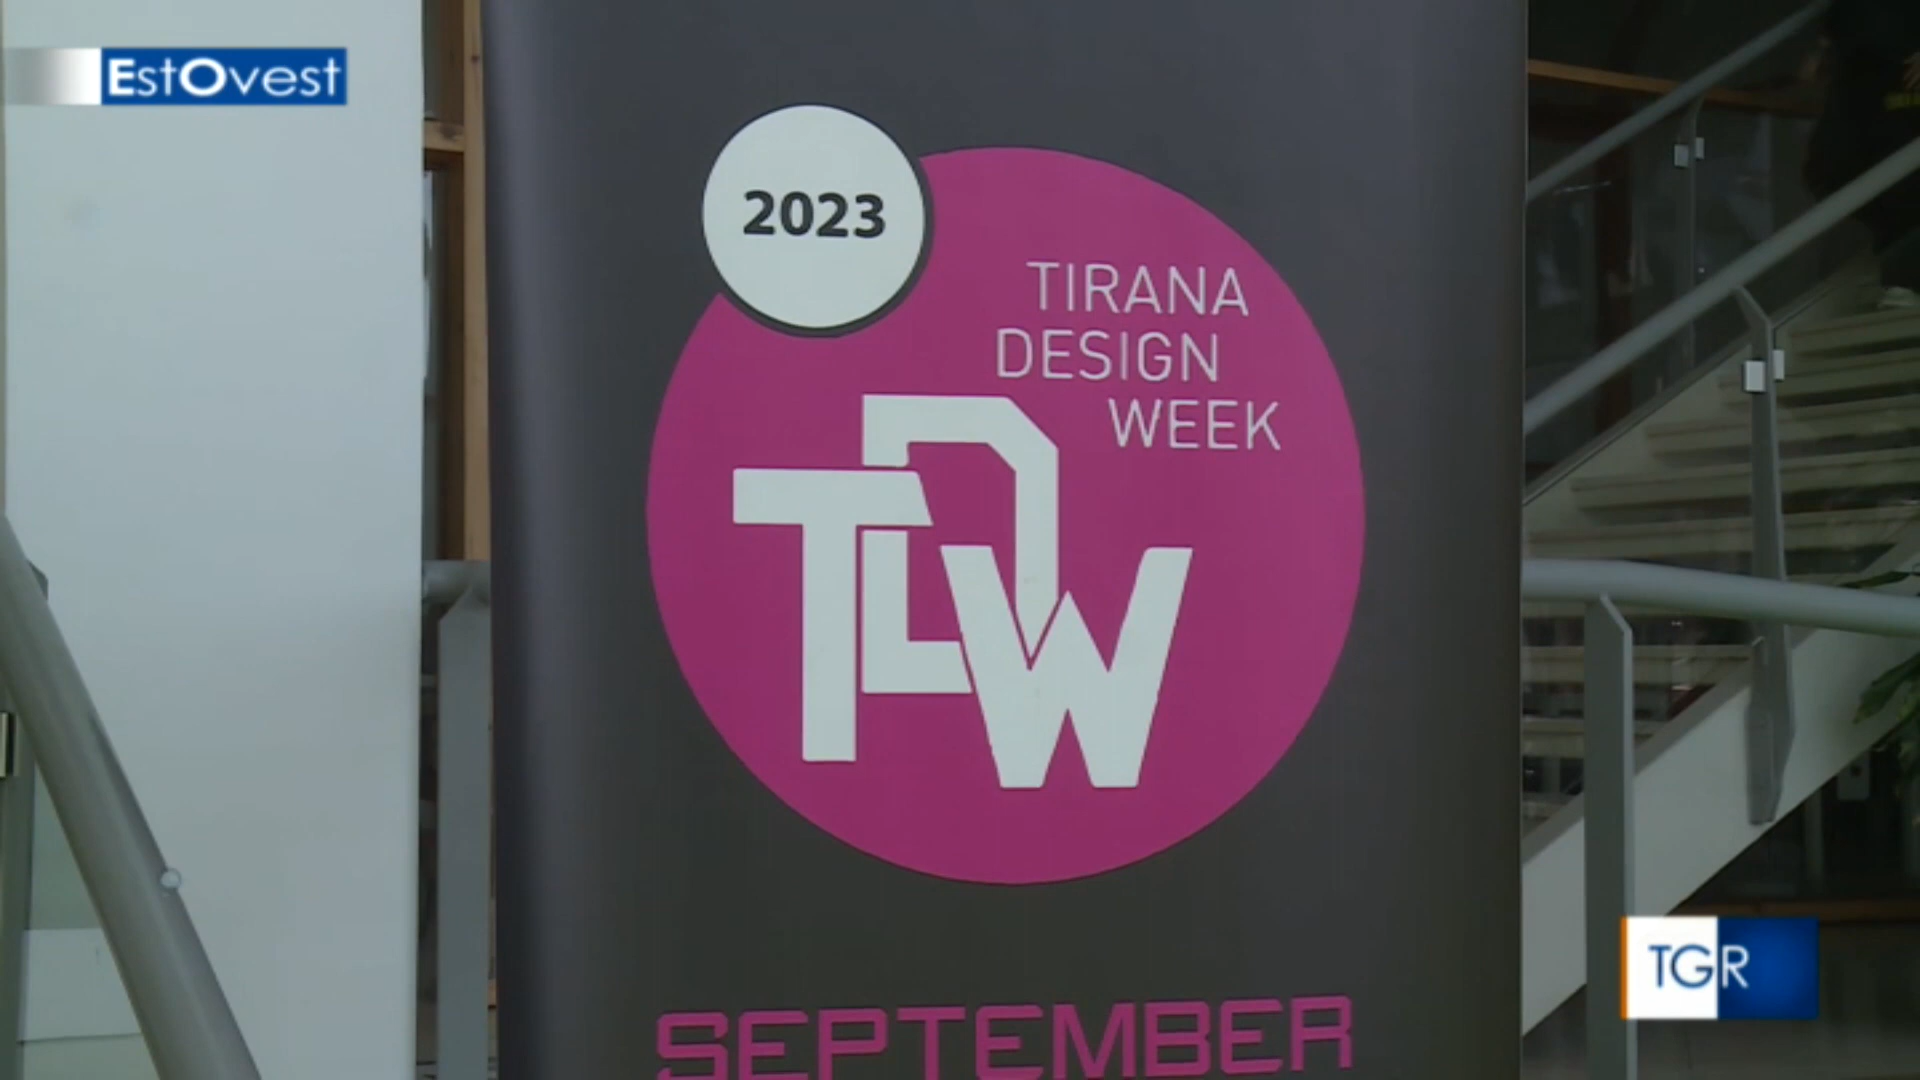 EstOvest
2023
TIRANA
DESIGN
WEEK
TDW
SEPTEMBER
TGR